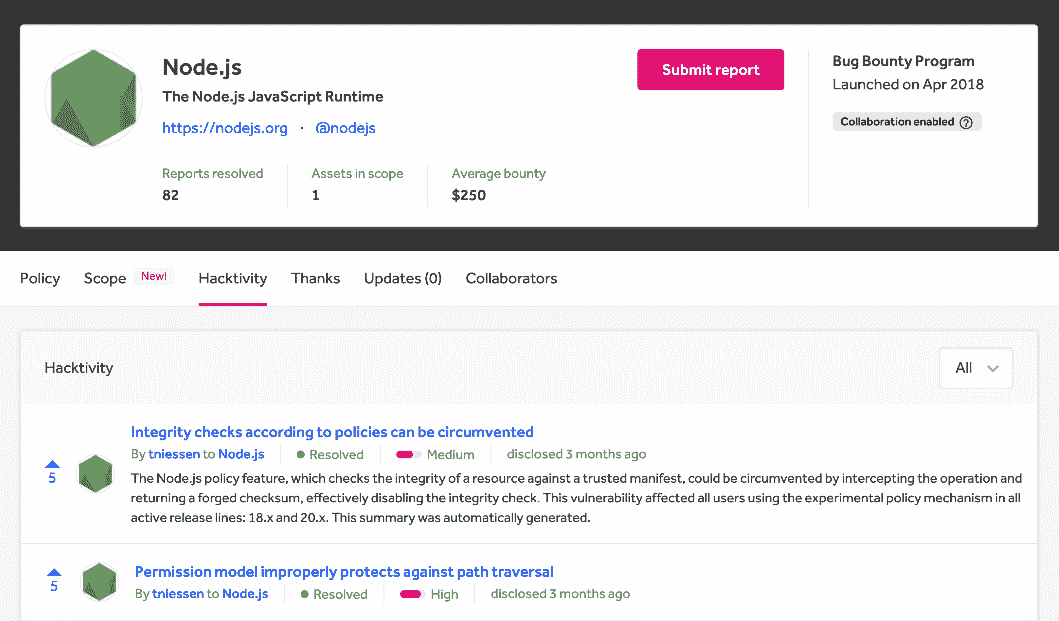 Node.js
The Node.js JavaScript Runtime
https://nodejs.org · @nodejs
Reports resolved
82
Assets in scope
1
Average bounty
$250
Submit report
Bug Bounty Program
Launched on Apr 2018
Collaboration enabled ?
Policy Scope New! Hacktivity Thanks Updates (0) Collaborators
Hacktivity
All
5
Integrity checks according to policies can be circumvented
By tniessen to Node.js Resolved Medium disclosed 3 months ago
The Node.js policy feature, which checks the integrity of a resource against a trusted manifest, could be circumvented by intercepting the operation and
returning a forged checksum, effectively disabling the integrity check. This vulnerability affected all users using the experimental policy mechanism in all
active release lines: 18.x and 20.x. This summary was automatically generated.
5
Permission model improperly protects against path traversal
By tniessen to Node.js Resolved High disclosed 3 months ago